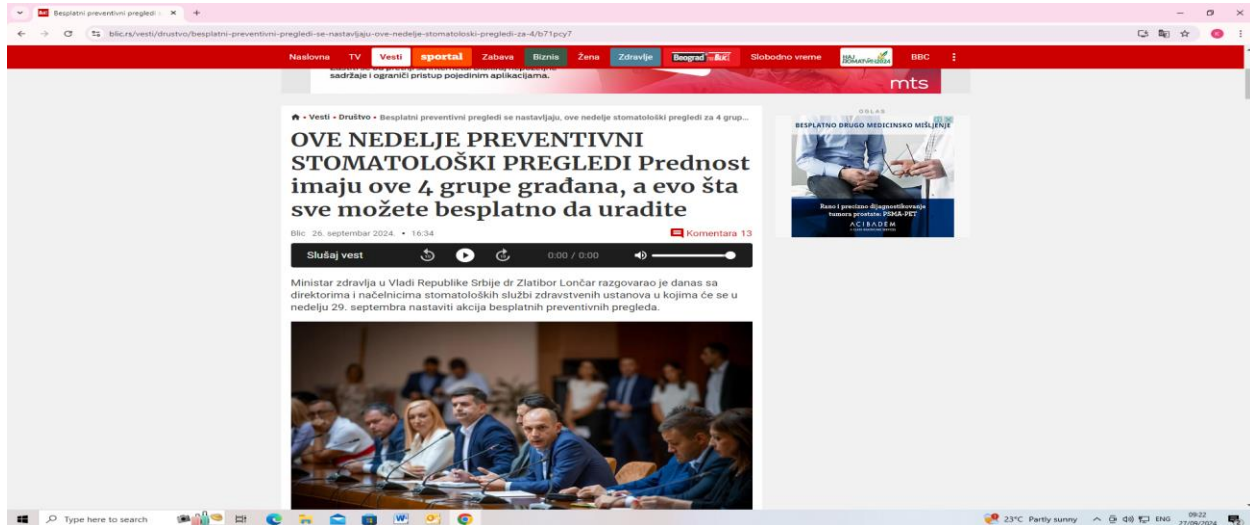 Besplatni preventivni pregledi s
blic.rs/vesti/drustvo/besplatni-preventivni-pregledi-se-nastavljaju-ove-nedelje-stomatoloski-pregledi-za-4/b71pcy7
Naslovna TV Vesti sportal Zabava Biznis Žena Zdravlje Beograd Blic Slobodno vreme BBC
sadržaje i ograniči pristup pojedinim aplikacijama.
mts
Vesti • Društvo • Besplatni preventivni pregledi se nastavljaju, ove nedelje stomatološki pregledi za 4 grup...
OVE NEDELJE PREVENTIVNI
STOMATOLOŠKI PREGLEDI Prednost
imaju ove 4 grupe građana, a evo šta
sve možete besplatno da uradite
Blic 26. septembar 2024. • 16:34
Komentara 13
Slušaj vest 0:00 / 0:00
Ministar zdravlja u Vladi Republike Srbije dr Zlatibor Lončar razgovarao je danas sa
direktorima i načelnicima stomatoloških službi zdravstvenih ustanova u kojima će se u
nedelju 29. septembra nastaviti akcija besplatnih preventivnih pregleda.
OGLAS
BESPLATNO DRUGO MEDICINSKO MIŠLJENJE
Rano i precizno dijagnostikovanje
tumora prostate: PSMA-PET
ACIBADEM
Type here to search
23°C Partly sunny
ENG
09:22
27/09/2024